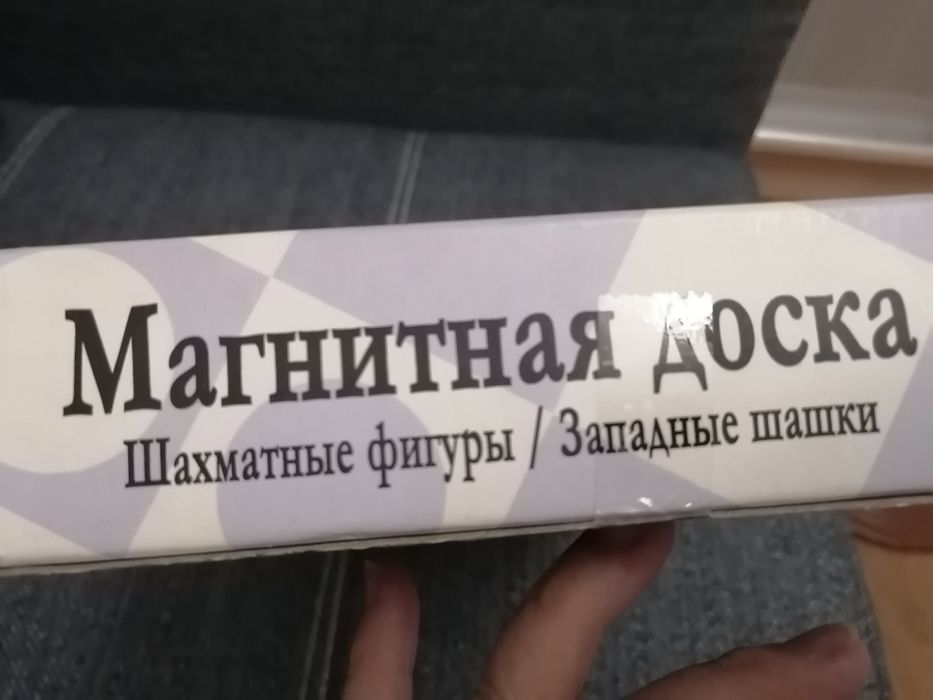 Магнитная доска
Шахматные фигуры / Западные шашки